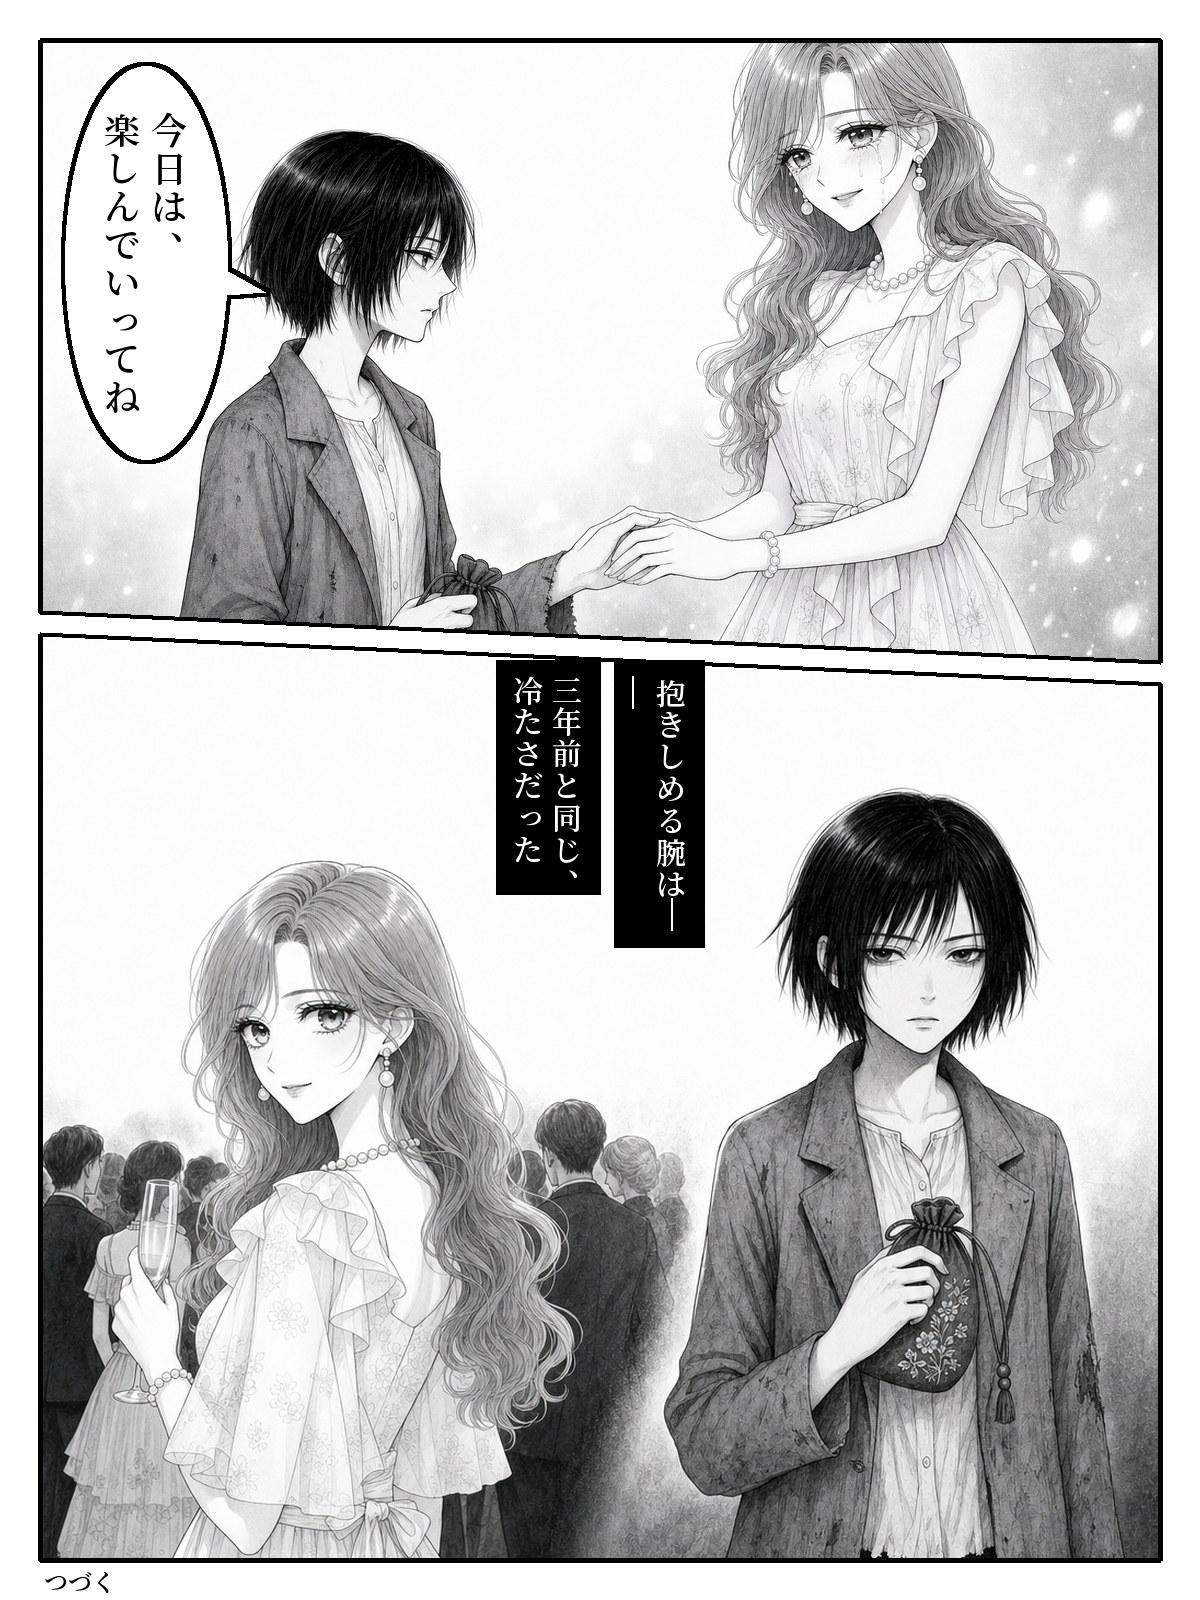 今日は、
楽しんでいってね
抱きしめる腕は―
―
三年前と同じ、
冷たさだった
つづく